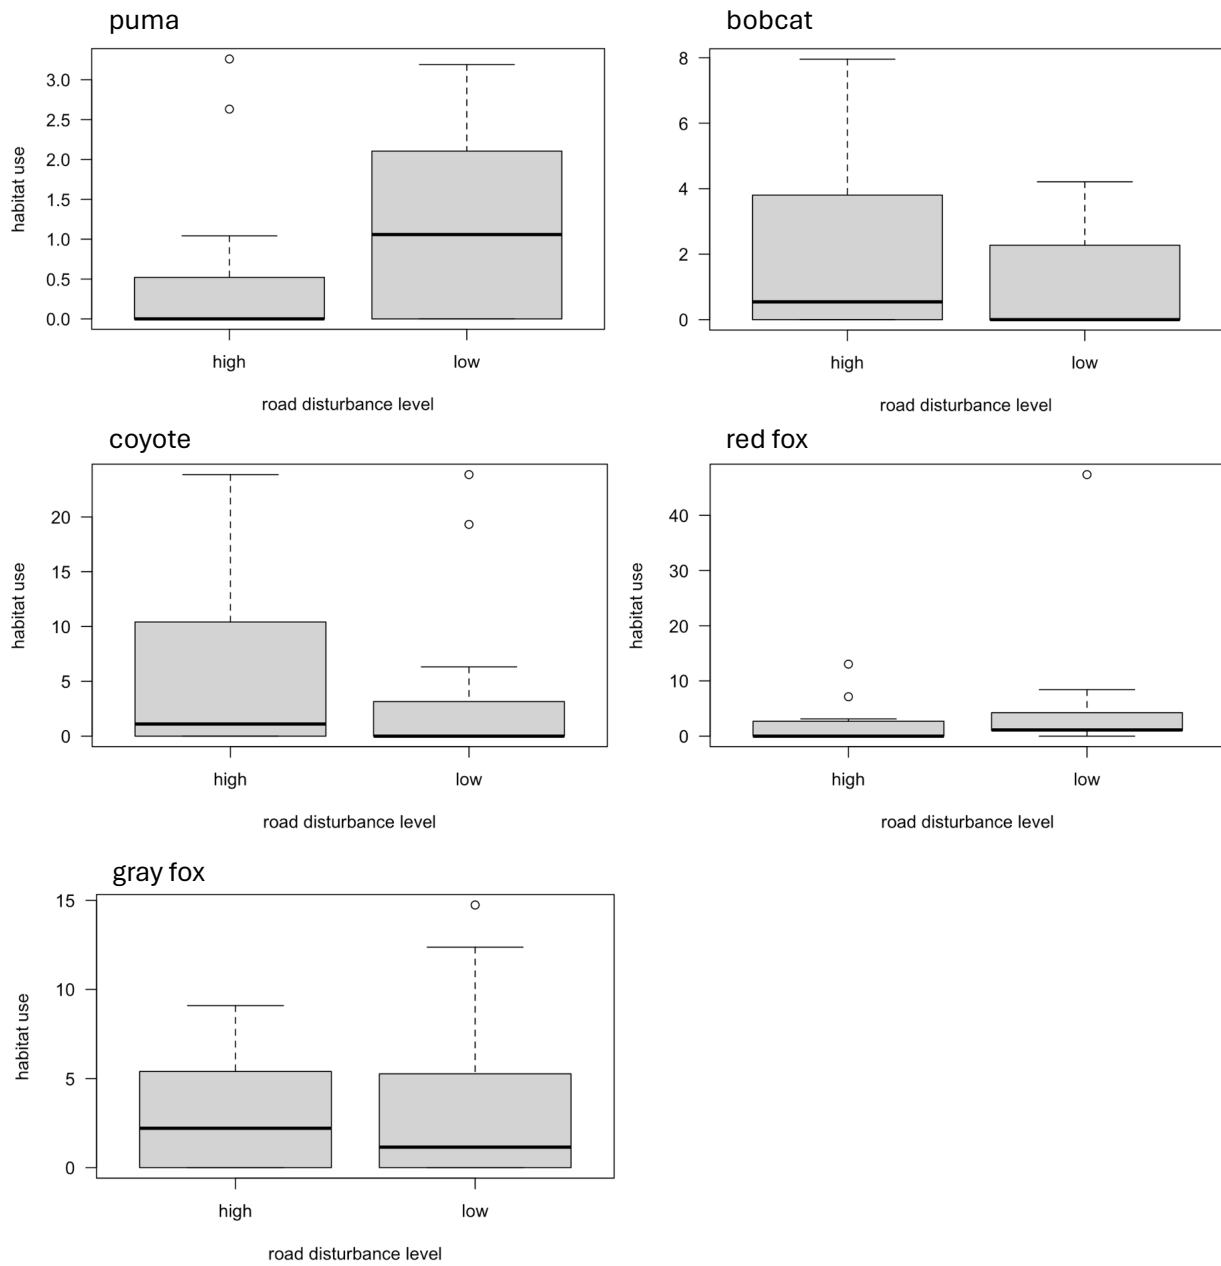 puma
habitat use
3.0
2.5
2.0
1.5
1.0
0.5
0.0
high low
road disturbance level
bobcat
8
6
4
2
0
high low
road disturbance level
coyote
habitat use
20
15
10
5
0
high low
road disturbance level
red fox
habitat use
40
30
20
10
0
high low
road disturbance level
gray fox
habitat use
15
10
5
0
high low
road disturbance level